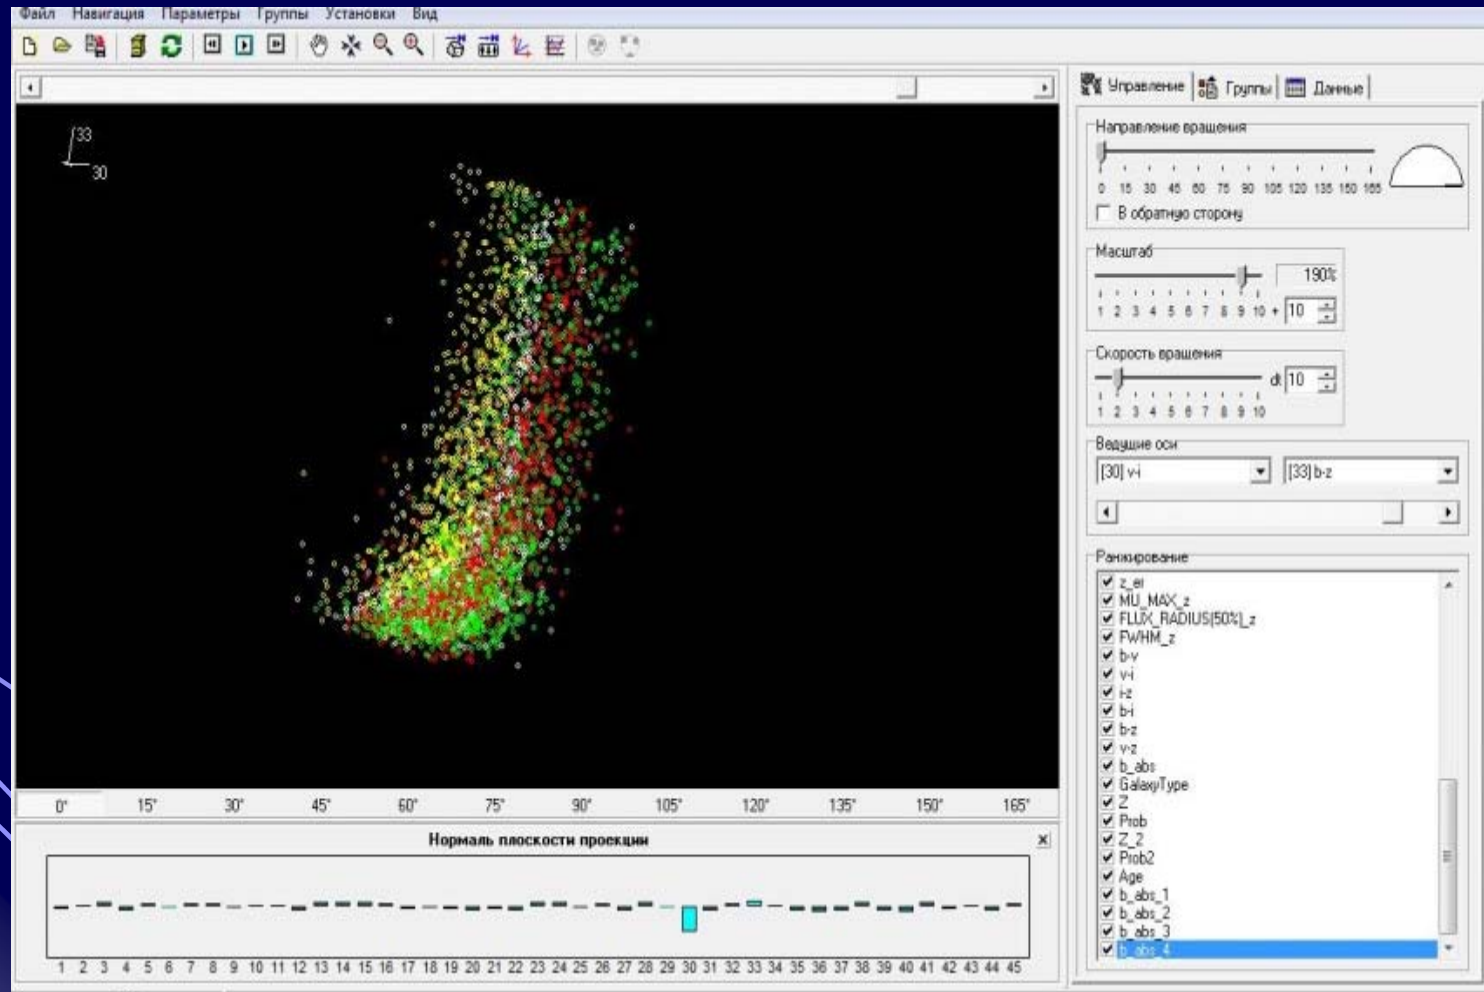 Файл Навигация Параметры Группы Установки Вид
33
30
0° 15° 30° 45° 60° 75° 90° 105° 120° 135° 150° 165°
Нормаль плоскости проекции
1 2 3 4 5 6 7 8 9 10 11 12 13 14 15 16 17 18 19 20 21 22 23 24 25 26 27 28 29 30 31 32 33 34 35 36 37 38 39 40 41 42 43 44 45
Управление Группы Данные
Направление вращения
0 15 30 45 60 75 90 105 120 135 150 165
В обратную сторону
Масштаб
190%
1 2 3 4 5 6 7 8 9 10 + 10
Скорость вращения
dt 10
1 2 3 4 5 6 7 8 9 10
Ведущие оси
[30] v-i [33] b-z
Ранжирование
z_er
MU_MAX_z
FLUX_RADIUS(50%)_z
FWHM_z
b-v
v-i
i-z
b-i
b-z
v-z
b_abs
GalaxyType
Z
Prob
Z_2
Prob2
Age
b_abs_1
b_abs_2
b_abs_3
b_abs_4